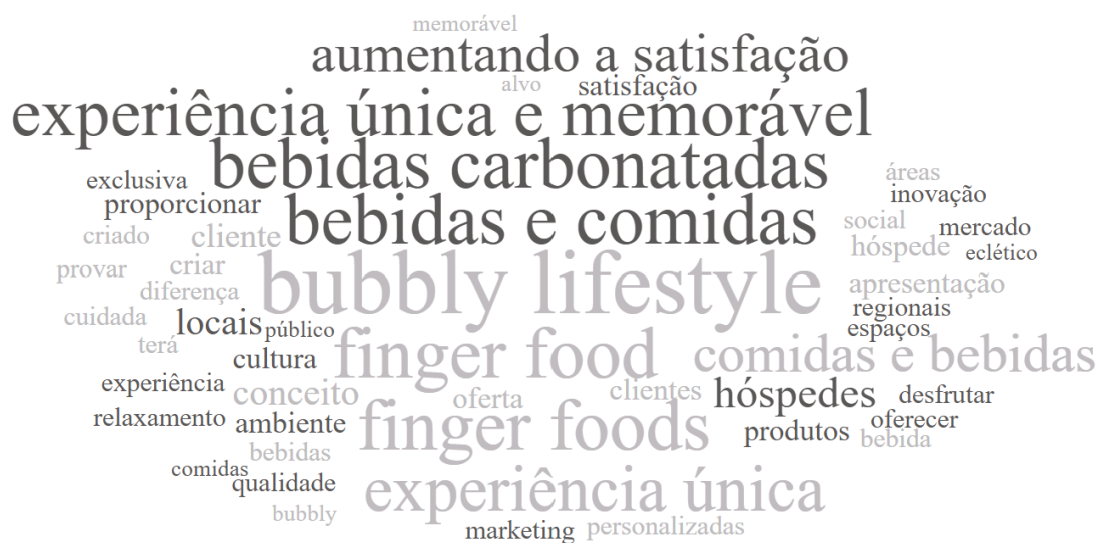 memorável
aumentando a satisfação
alvo satisfação
experiência única e memorável
bebidas carbonatadas
exclusiva áreas
proporcionar bebidas e comidas inovação
criado cliente social mercado
hóspede eclético
provar criar bubbly lifestyle apresentação
diferença regionais
cuidada locais público espaços
terá cultura finger food comidas e bebidas
experiência conceito oferta clientes hóspedes desfrutar
relaxamento ambiente finger foods produtos oferecer
bebidas bebida
comidas qualidade experiência única
bubbly
marketing personalizadas